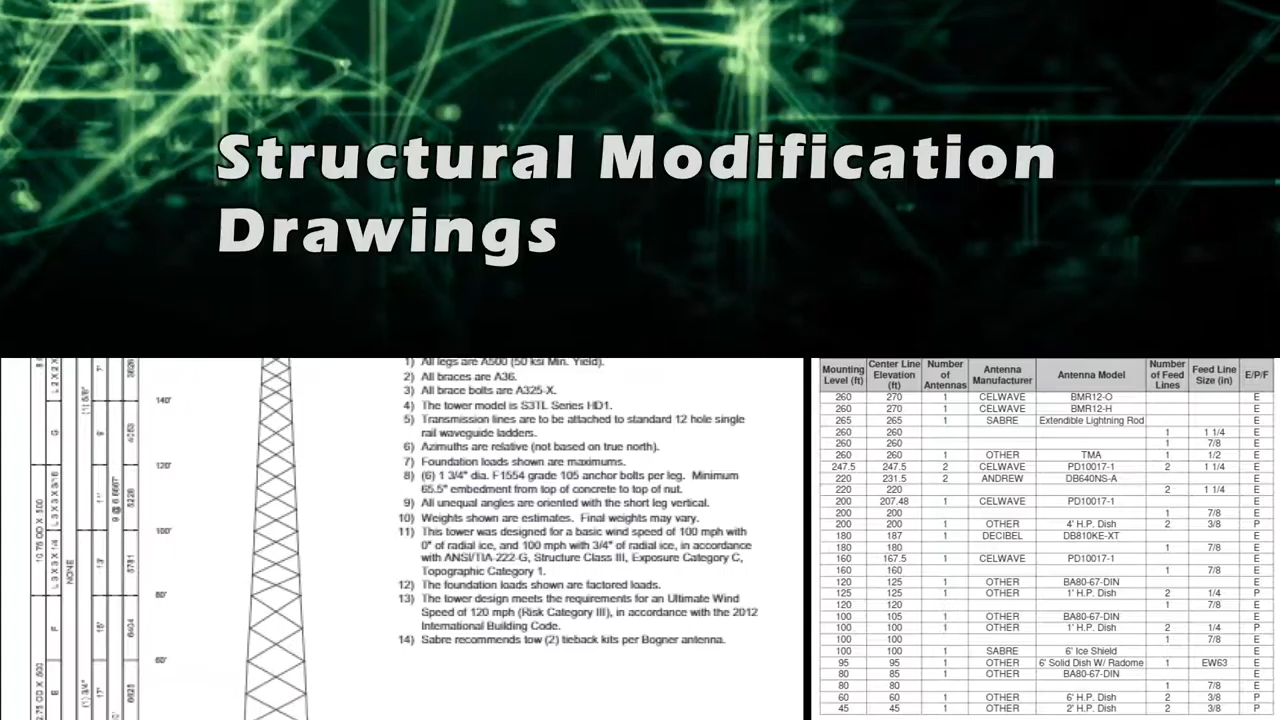 Structural Modification
Drawings
1) All legs are A500 (50 ksi Min. Yield).
2) All braces are A36.
3) All brace bolts are A325-X.
4) The tower model is S3TL Series HD1.
5) Transmission lines are to be attached to standard 12 hole single
rail waveguide ladders.
6) Azimuths are relative (not based on true north).
7) Foundation loads shown are maximums.
8) (6) 1 3/4" dia. F1554 grade 105 anchor bolts per leg. Minimum
65.5" embedment from top of concrete to top of nut.
9) All unequal angles are oriented with the short leg vertical.
10) Weights shown are estimates. Final weights may vary.
11) This tower was designed for a basic wind speed of 100 mph with
0" of radial ice, and 100 mph with 3/4" of radial ice, in accordance
with ANSI/TIA-222-G, Structure Class III, Exposure Category C,
Topographic Category 1.
12) The foundation loads shown are factored loads.
13) The tower design meets the requirements for an Ultimate Wind
Speed of 120 mph (Risk Category III), in accordance with the 2012
International Building Code.
14) Sabre recommends tow (2) tieback kits per Bogner antenna.
140'
120'
100'
80'
60'
L 3 X 3 X 3/16
L 3 X 3 X 1/4
NONE
G
F
E
Mounting Level (ft) Center Line Elevation (ft) Number of Antennas Antenna Manufacturer Antenna Model Number of Feed Lines Feed Line Size (in) E/P/F
260 270 1 CELWAVE BMR12-O E
260 270 1 CELWAVE BMR12-H E
265 265 1 SABRE Extendible Lightning Rod E
260 260 1 1 1/4 E
260 260 1 7/8 E
260 260 1 OTHER TMA 1 1/2 E
247.5 247.5 2 CELWAVE PD10017-1 2 1 1/4 E
220 231.5 2 ANDREW DB640NS-A E
220 220 2 1 1/4 E
200 207.48 1 CELWAVE PD10017-1 E
200 200 1 7/8 E
200 200 1 OTHER 4' H.P. Dish 2 3/8 P
180 187 1 DECIBEL DB810KE-XT E
180 180 1 7/8 E
160 167.5 1 CELWAVE PD10017-1 E
160 160 1 7/8 E
120 125 1 OTHER BA80-67-DIN E
125 125 1 OTHER 1' H.P. Dish 2 1/4 P
120 120 1 7/8 E
100 105 1 OTHER BA80-67-DIN E
100 100 1 OTHER 1' H.P. Dish 2 1/4 P
100 100 1 7/8 E
100 100 1 SABRE 6' Ice Shield E
95 95 1 OTHER 6' Solid Dish W/ Radome 1 EW63 E
80 85 1 OTHER BA80-67-DIN E
80 80 1 7/8 E
60 60 1 OTHER 6' H.P. Dish 2 3/8 P
45 45 1 OTHER 2' H.P. Dish 2 3/8 P